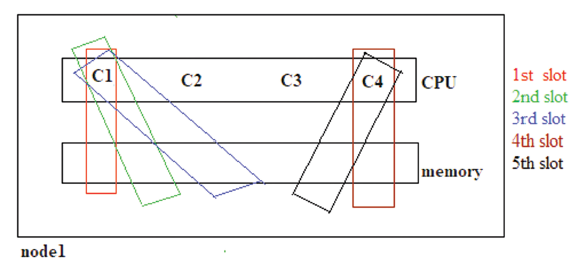 C1 C2 C3 C4 CPU
memory
node1
1st slot
2nd slot
3rd slot
4th slot
5th slot